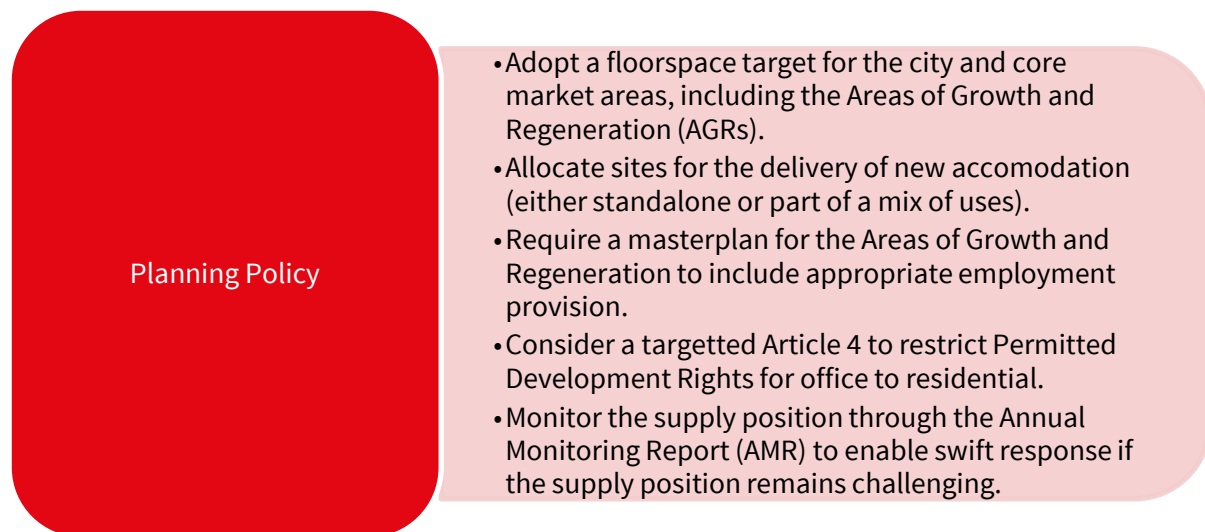 Planning Policy
•Adopt a floorspace target for the city and core
market areas, including the Areas of Growth and
Regeneration (AGRs).
•Allocate sites for the delivery of new accomodation
(either standalone or part of a mix of uses).
•Require a masterplan for the Areas of Growth and
Regeneration to include appropriate employment
provision.
•Consider a targetted Article 4 to restrict Permitted
Development Rights for office to residential.
•Monitor the supply position through the Annual
Monitoring Report (AMR) to enable swift response if
the supply position remains challenging.